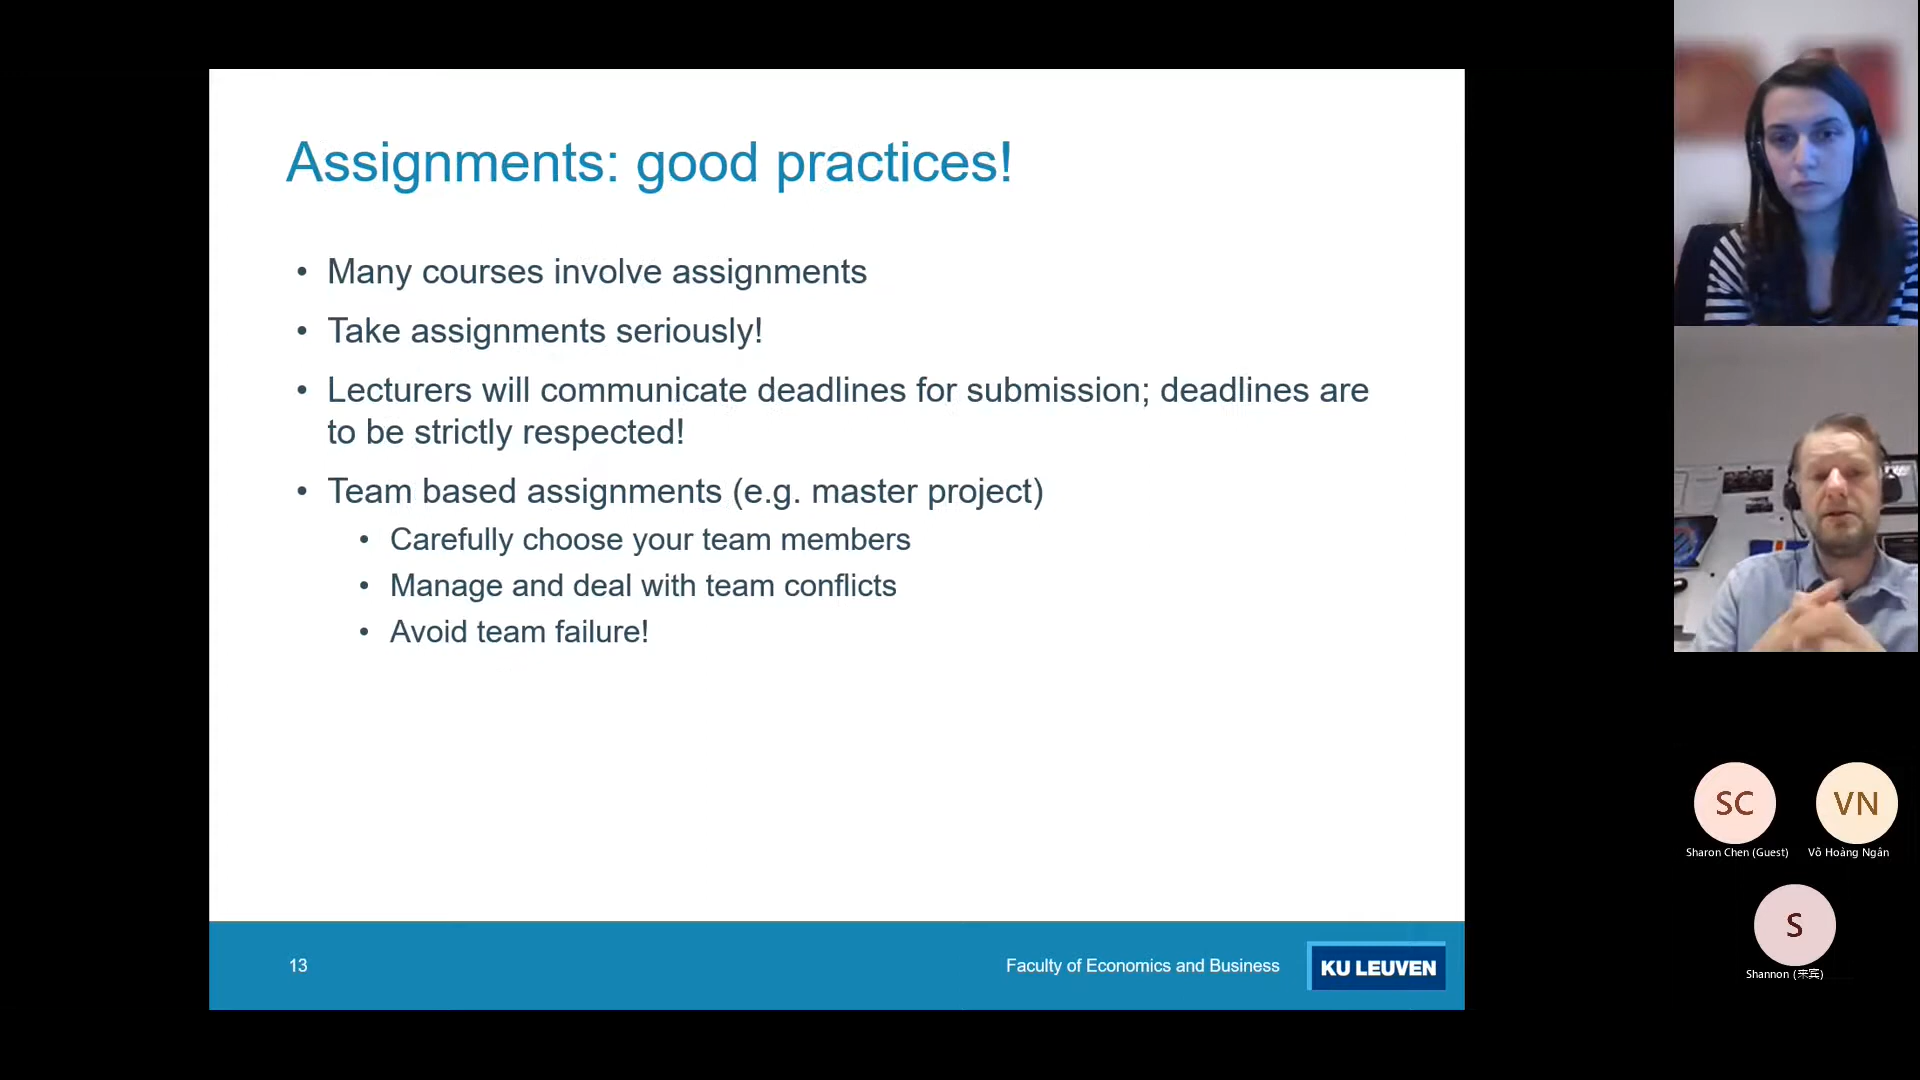 Assignments: good practices!
• Many courses involve assignments
• Take assignments seriously!
• Lecturers will communicate deadlines for submission; deadlines are
to be strictly respected!
• Team based assignments (e.g. master project)
• Carefully choose your team members
• Manage and deal with team conflicts
• Avoid team failure!
13
Faculty of Economics and Business
KU LEUVEN
SC
VN
Sharon Chen (Guest)
Võ Hoàng Ngân
S
Shannon (来宾)